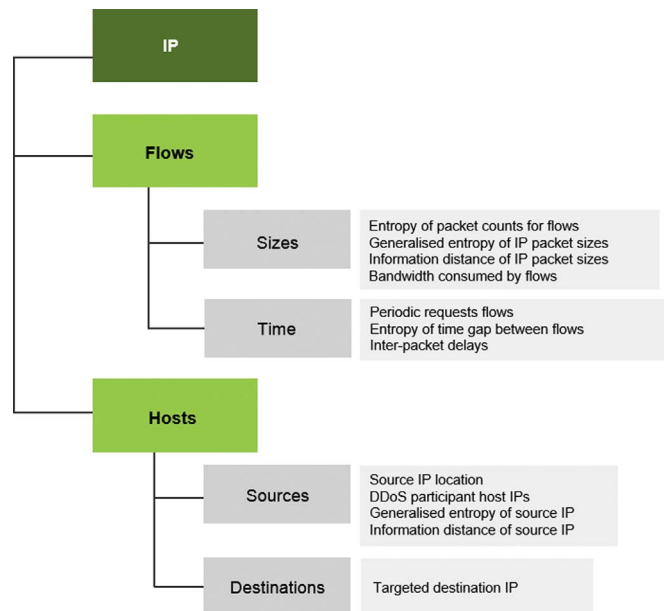 IP
Flows
Sizes
Entropy of packet counts for flows
Generalised entropy of IP packet sizes
Information distance of IP packet sizes
Bandwidth consumed by flows
Time
Periodic requests flows
Entropy of time gap between flows
Inter-packet delays
Hosts
Sources
Source IP location
DDoS participant host IPs
Generalised entropy of source IP
Information distance of source IP
Destinations
Targeted destination IP